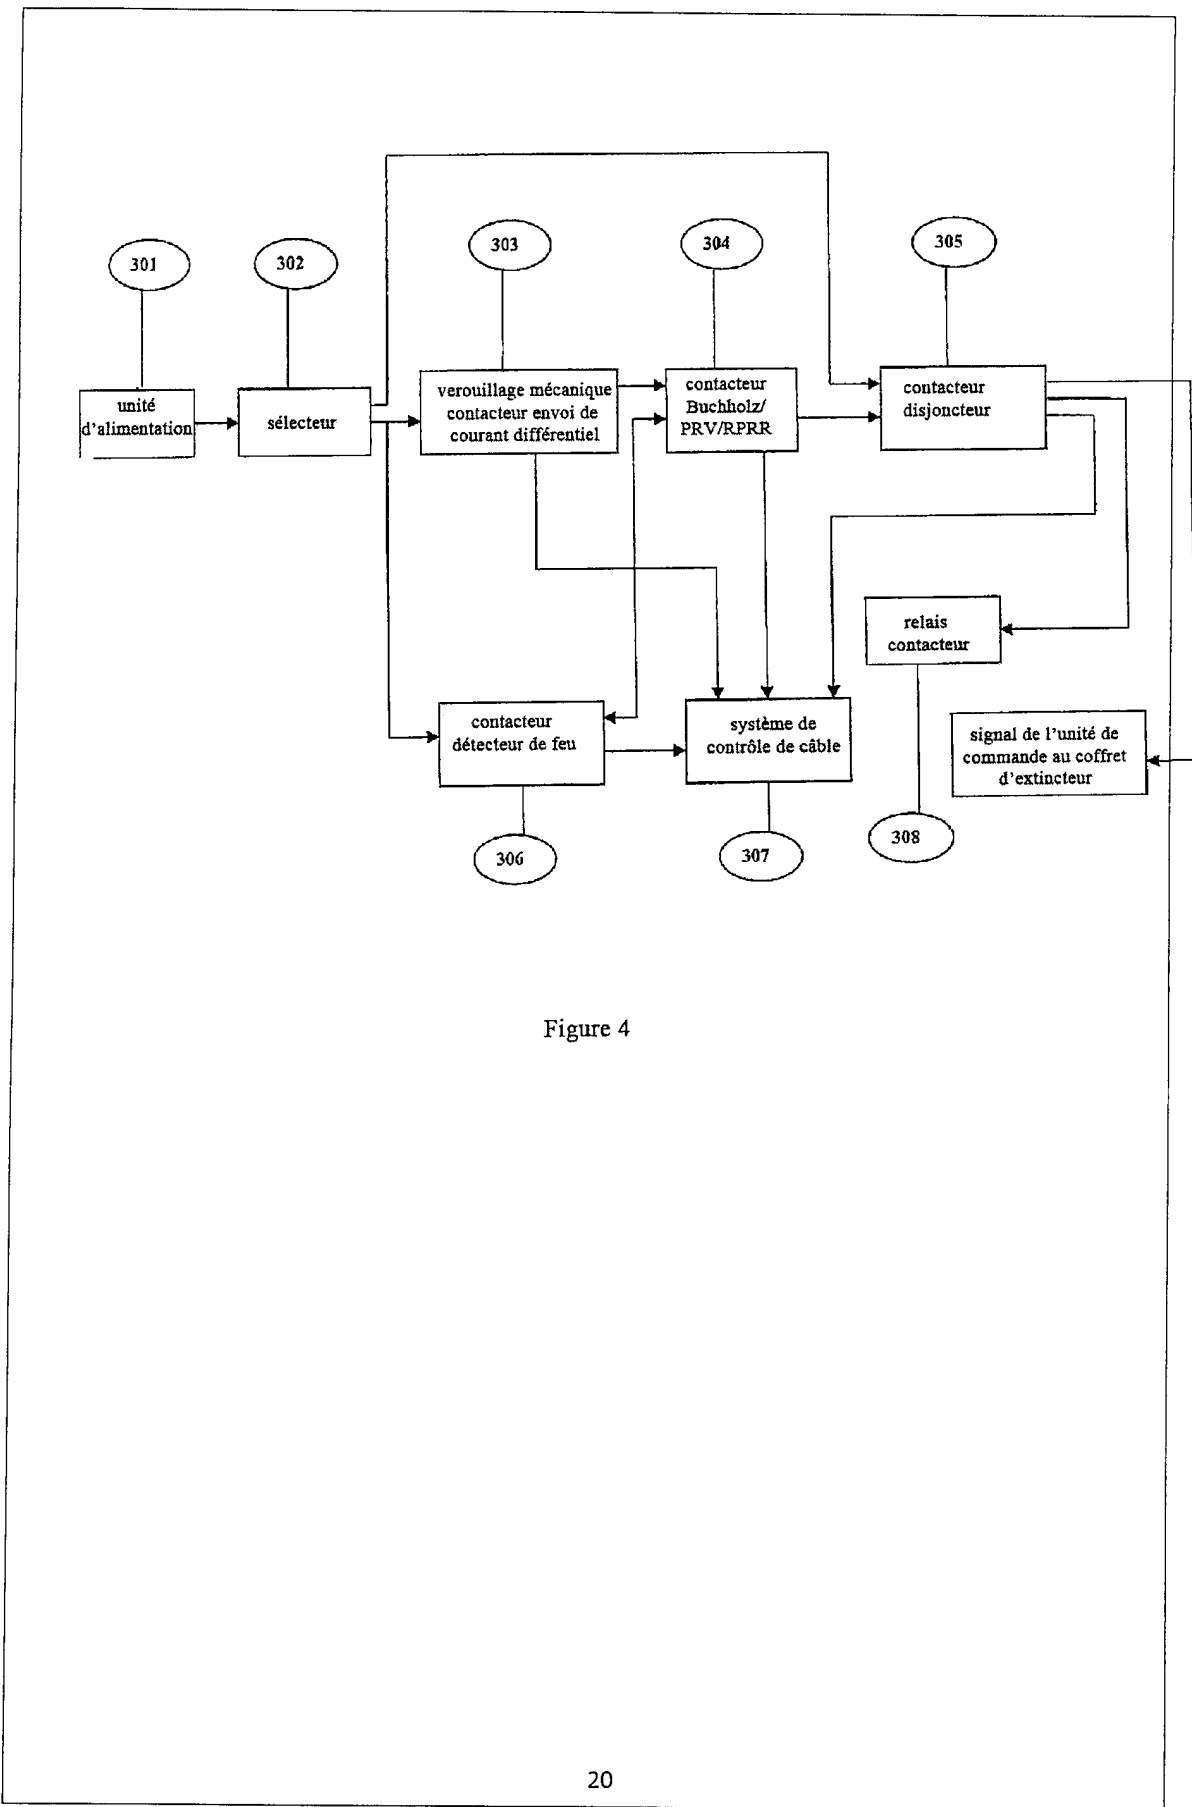 301
302
303
304
305
unité
d'alimentation
sélecteur
verouillage mécanique
contacteur envoi de
courant différentiel
contacteur
Buchholz/
PRV/RPRR
contacteur
disjoncteur
relais
contacteur
contacteur
détecteur de feu
système de
contrôle de câble
signal de l'unité de
commande au coffret
d'extincteur
306
307
308
Figure 4
20